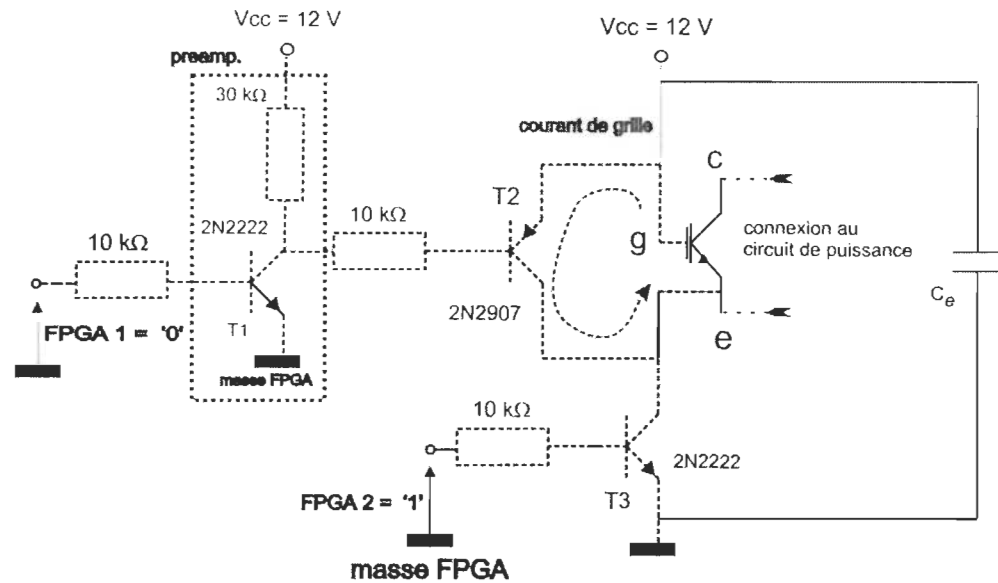 Vcc = 12 V
Vcc = 12 V
preamp.
30 kΩ
courant de grille
C
T2
2N2222
10 kΩ
10 kΩ
g
connexion au
circuit de puissance
Ce
T1
2N2907
e
FPGA 1 = '0'
masse FPGA
10 kΩ
2N2222
FPGA 2 = '1'
T3
masse FPGA